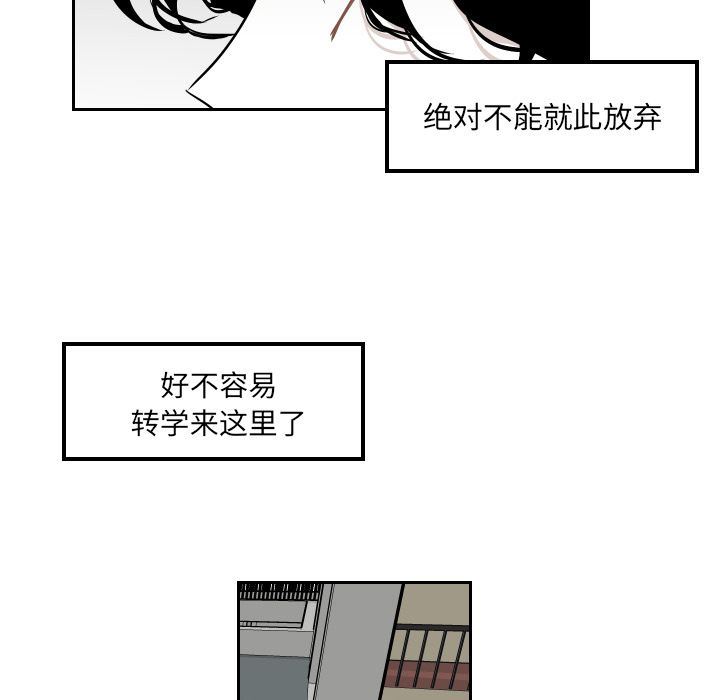 绝对不能就此放弃
好不容易
转学来这里了